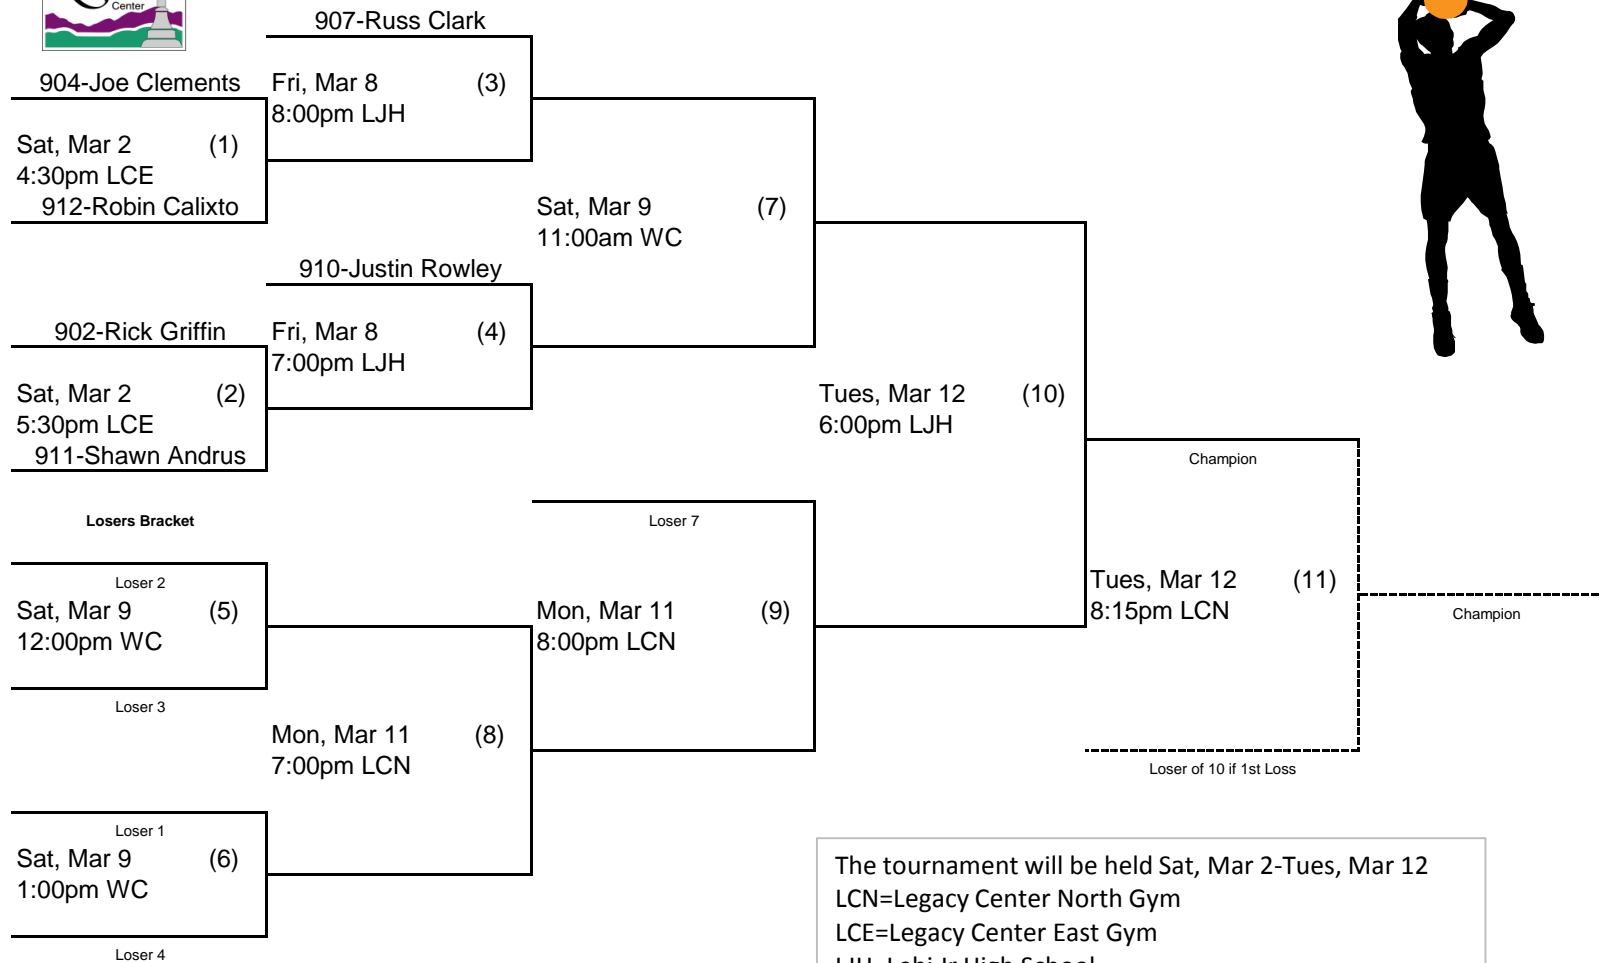 Center
907-Russ Clark
904-Joe Clements
Fri, Mar 8 (3)
8:00pm LJH
Sat, Mar 2 (1)
4:30pm LCE
912-Robin Calixto
Sat, Mar 9 (7)
11:00am WC
910-Justin Rowley
902-Rick Griffin
Fri, Mar 8 (4)
7:00pm LJH
Sat, Mar 2 (2)
5:30pm LCE
911-Shawn Andrus
Tues, Mar 12 (10)
6:00pm LJH
Champion
Losers Bracket
Loser 7
Loser 2
Sat, Mar 9 (5)
12:00pm WC
Loser 3
Mon, Mar 11 (9)
8:00pm LCN
Tues, Mar 12 (11)
8:15pm LCN
Champion
Mon, Mar 11 (8)
7:00pm LCN
Loser of 10 if 1st Loss
Loser 1
Sat, Mar 9 (6)
1:00pm WC
Loser 4
The tournament will be held Sat, Mar 2-Tues, Mar 12
LCN=Legacy Center North Gym
LCE=Legacy Center East Gym
LJH=Lehi Jr High School